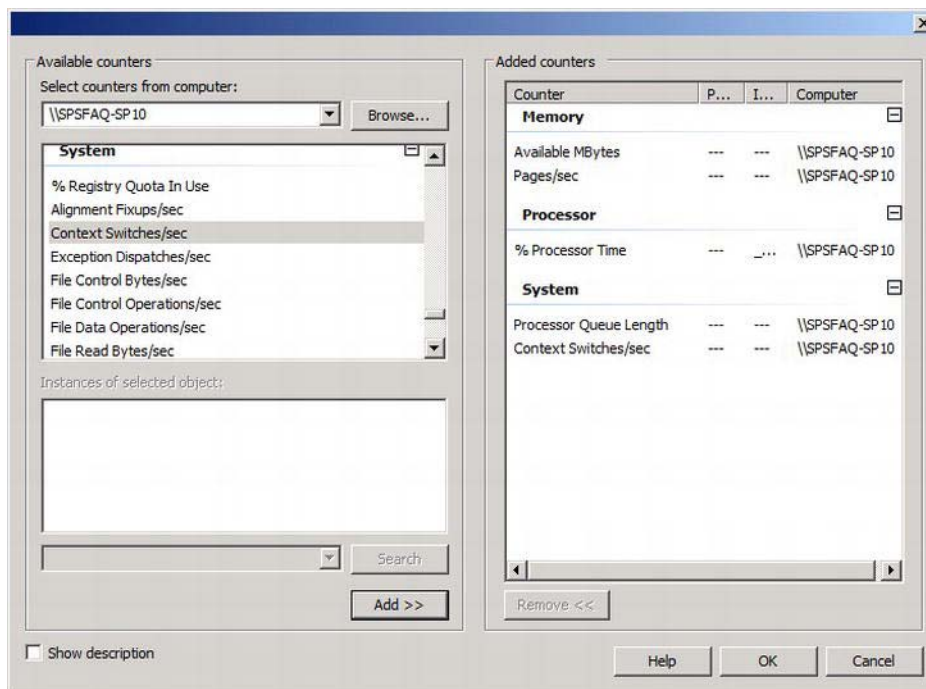 Available counters
Select counters from computer:
\\SPSFAQ-SP10
Browse...
System
% Registry Quota In Use
Alignment Fixups/sec
Context Switches/sec
Exception Dispatches/sec
File Control Bytes/sec
File Control Operations/sec
File Data Operations/sec
File Read Bytes/sec
Instances of selected object:
Search
Add >>
Show description
Added counters
Counter P... I... Computer
Memory
Available MBytes --- --- \\SPSFAQ-SP10
Pages/sec --- --- \\SPSFAQ-SP10
Processor
% Processor Time --- _... \\SPSFAQ-SP10
System
Processor Queue Length --- --- \\SPSFAQ-SP10
Context Switches/sec --- --- \\SPSFAQ-SP10
Remove <<
Help OK Cancel